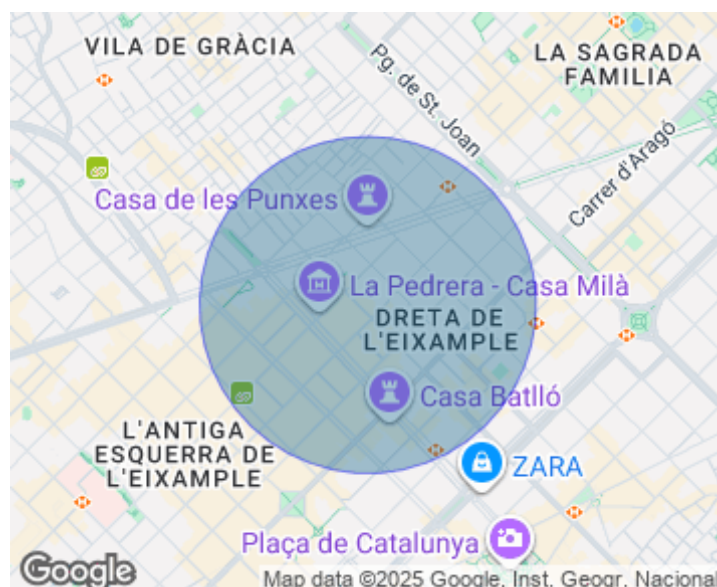 VILA DE GRÀCIA
LA SAGRADA
FAMILIA
Pg. de St. Joan
Carrer d'Aragó
Casa de les Punxes
La Pedrera - Casa Milà
DRETA DE
L'EIXAMPLE
Casa Batlló
L'ANTIGA
ESQUERRA DE
L'EIXAMPLE
ZARA
Plaça de Catalunya
Google
Map data ©2025 Google, Inst. Geogr. Nacional